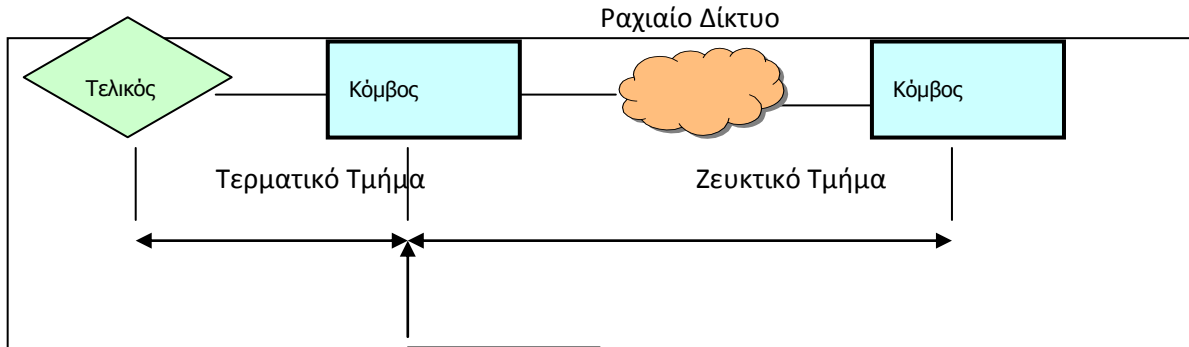 Ραχιαίο Δίκτυο
Τελικός
Κόμβος
Κόμβος
Τερματικό Τμήμα
Ζευκτικό Τμήμα